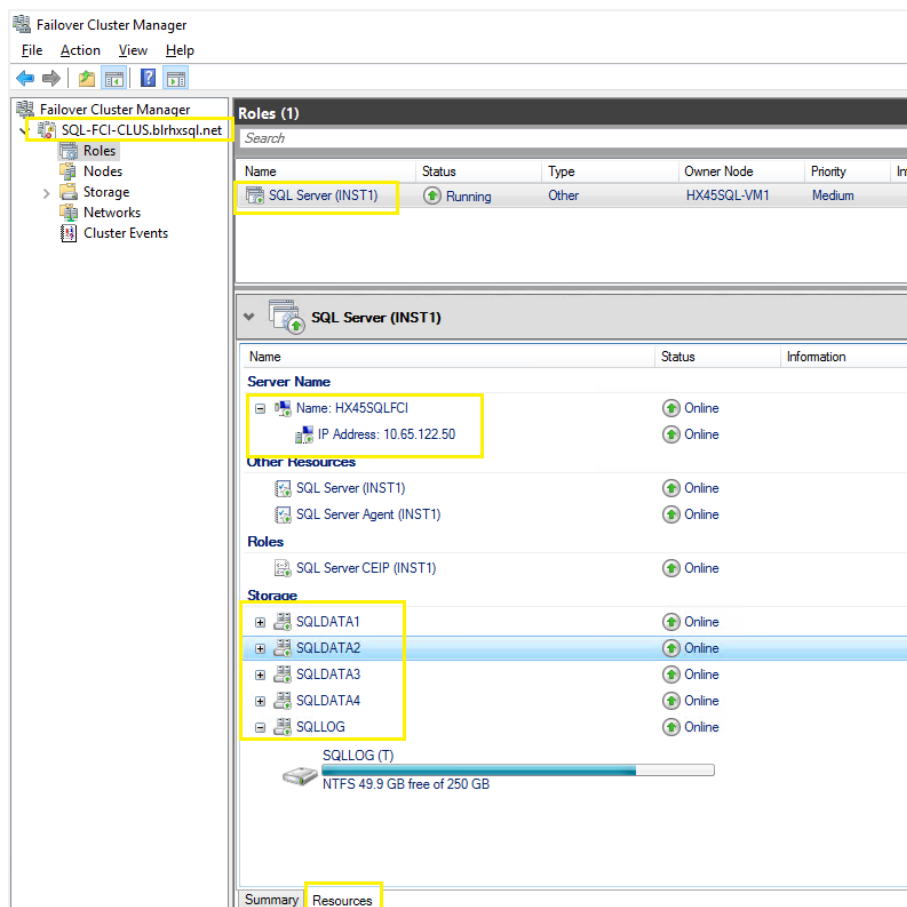 Failover Cluster Manager
File Action View Help
Failover Cluster Manager
SQL-FCI-CLUS.blrhxsql.net
Roles
Nodes
Storage
Networks
Cluster Events
Roles (1)
Search
Name Status Type Owner Node Priority In
SQL Server (INST1) Running Other HX45SQL-VM1 Medium
SQL Server (INST1)
Name Status Information
Server Name
Name: HX45SQLFCI Online
IP Address: 10.65.122.50 Online
Other Resources
SQL Server (INST1) Online
SQL Server Agent (INST1) Online
Roles
SQL Server CEIP (INST1) Online
Storage
SQLDATA1 Online
SQLDATA2 Online
SQLDATA3 Online
SQLDATA4 Online
SQLLOG Online
SQLLOG (T)
NTFS 49.9 GB free of 250 GB
Summary Resources